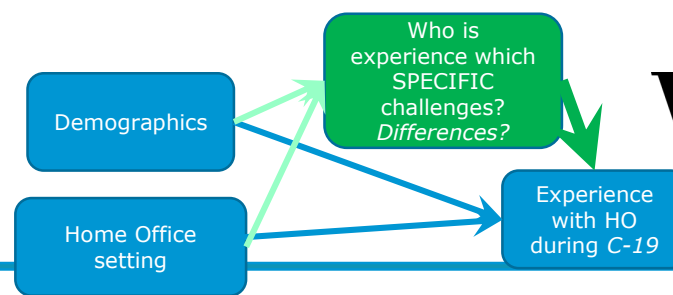 Who is
experience which
SPECIFIC
challenges?
Differences?
Demographics
Experience
with HO
during C-19
Home Office
setting